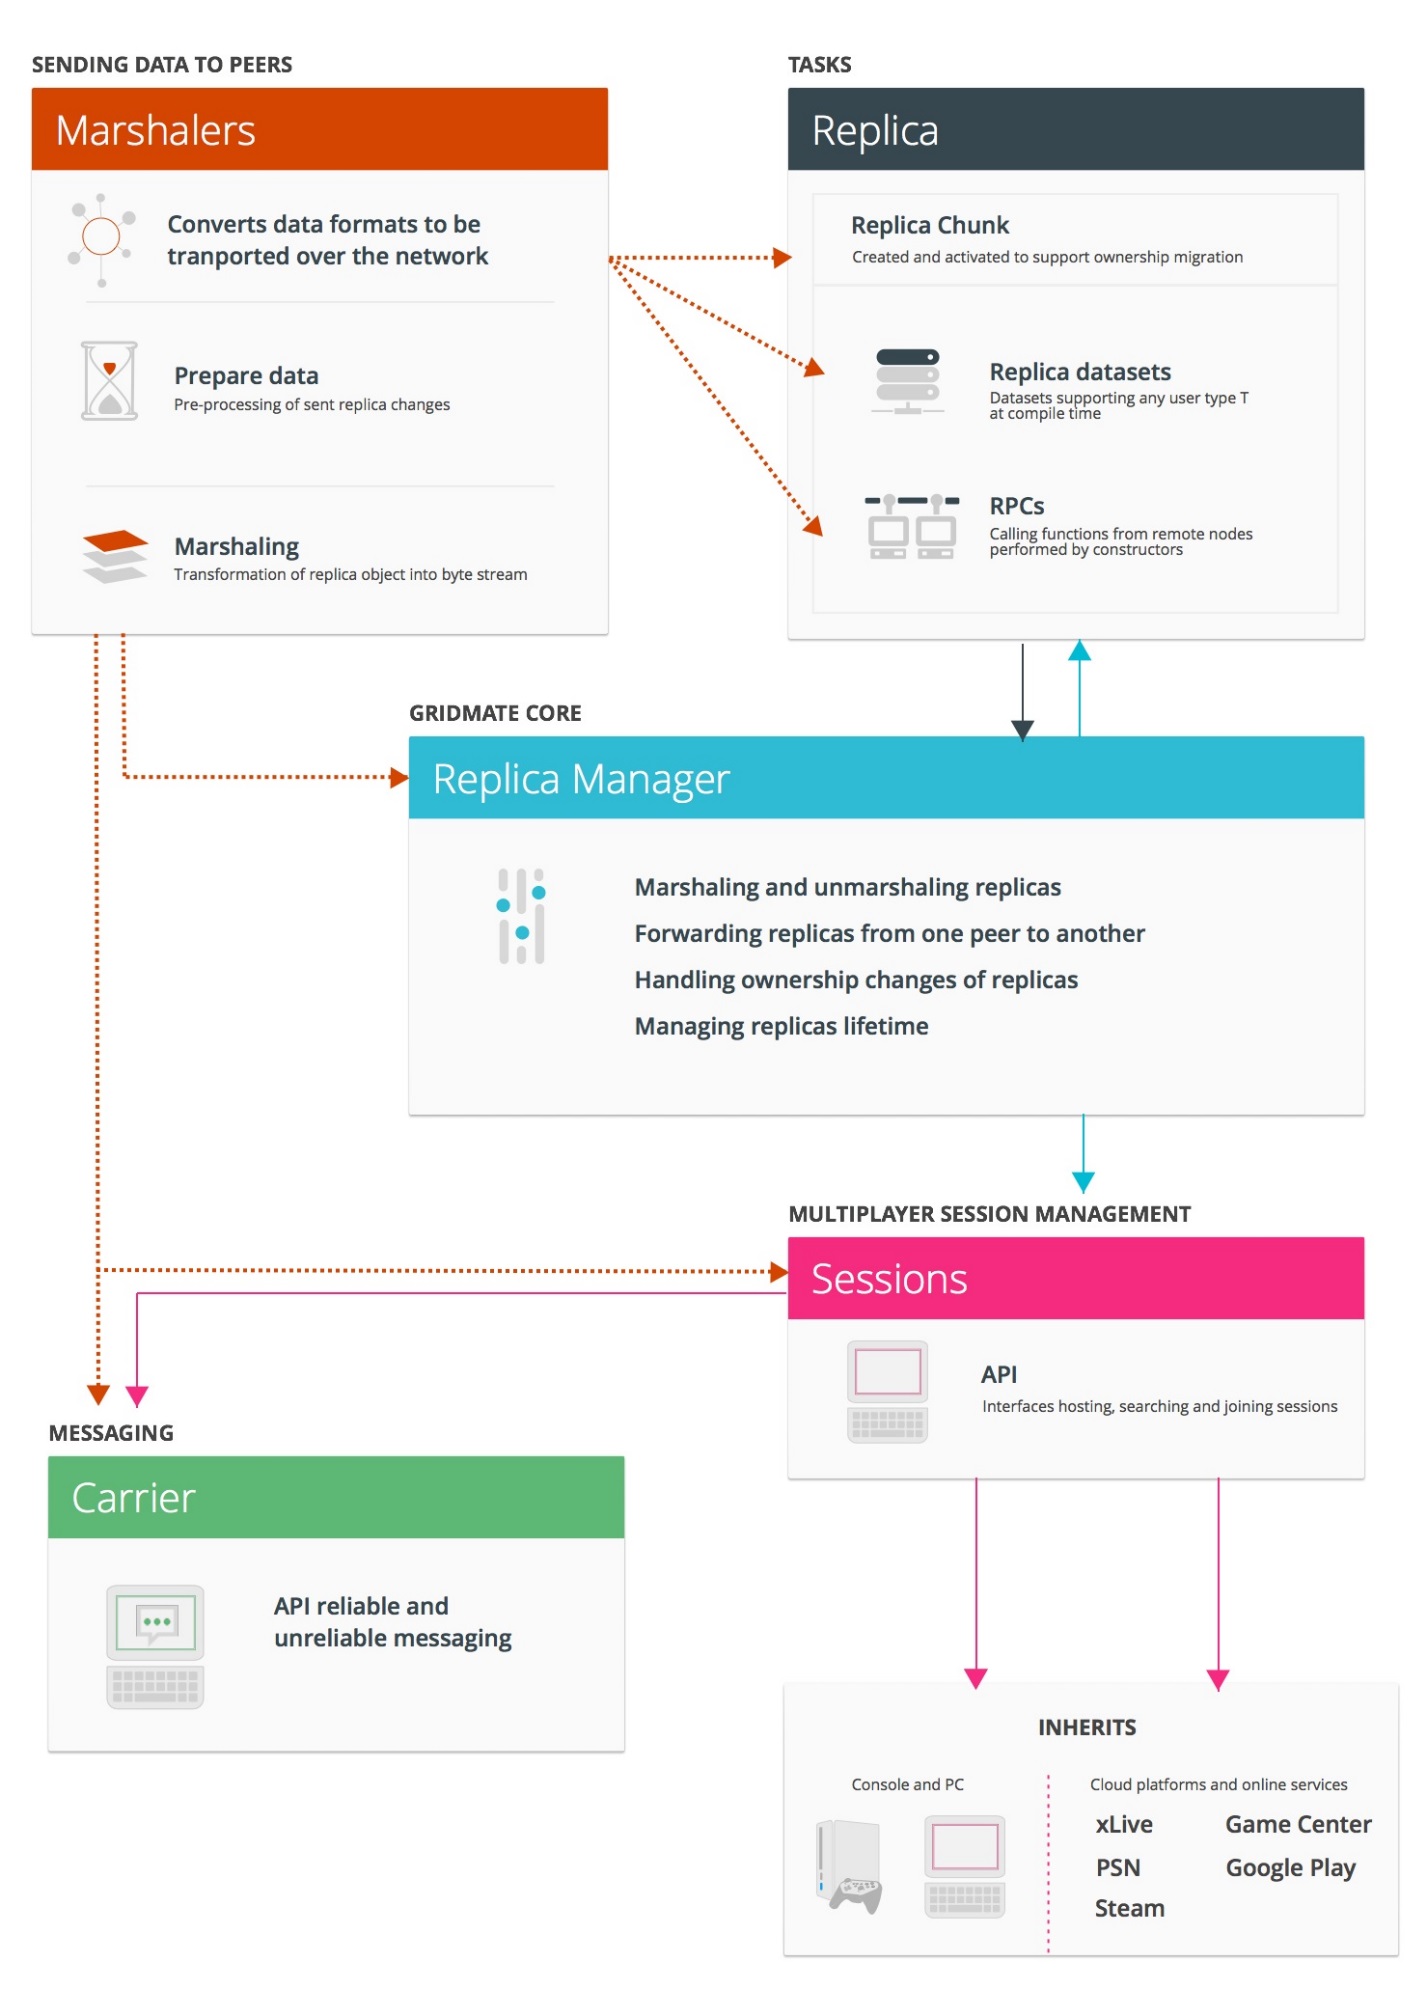 SENDING DATA TO PEERS
Marshalers
Converts data formats to be
tranported over the network
Prepare data
Pre-processing of sent replica changes
Marshaling
Transformation of replica object into byte stream
TASKS
Replica
Replica Chunk
Created and activated to support ownership migration
Replica datasets
Datasets supporting any user type T
at compile time
RPCs
Calling functions from remote nodes
performed by constructors
GRIDMATE CORE
Replica Manager
Marshaling and unmarshaling replicas
Forwarding replicas from one peer to another
Handling ownership changes of replicas
Managing replicas lifetime
MULTIPLAYER SESSION MANAGEMENT
Sessions
API
Interfaces hosting, searching and joining sessions
MESSAGING
Carrier
API reliable and
unreliable messaging
INHERITS
Console and PC
Cloud platforms and online services
xLive
Game Center
PSN
Google Play
Steam